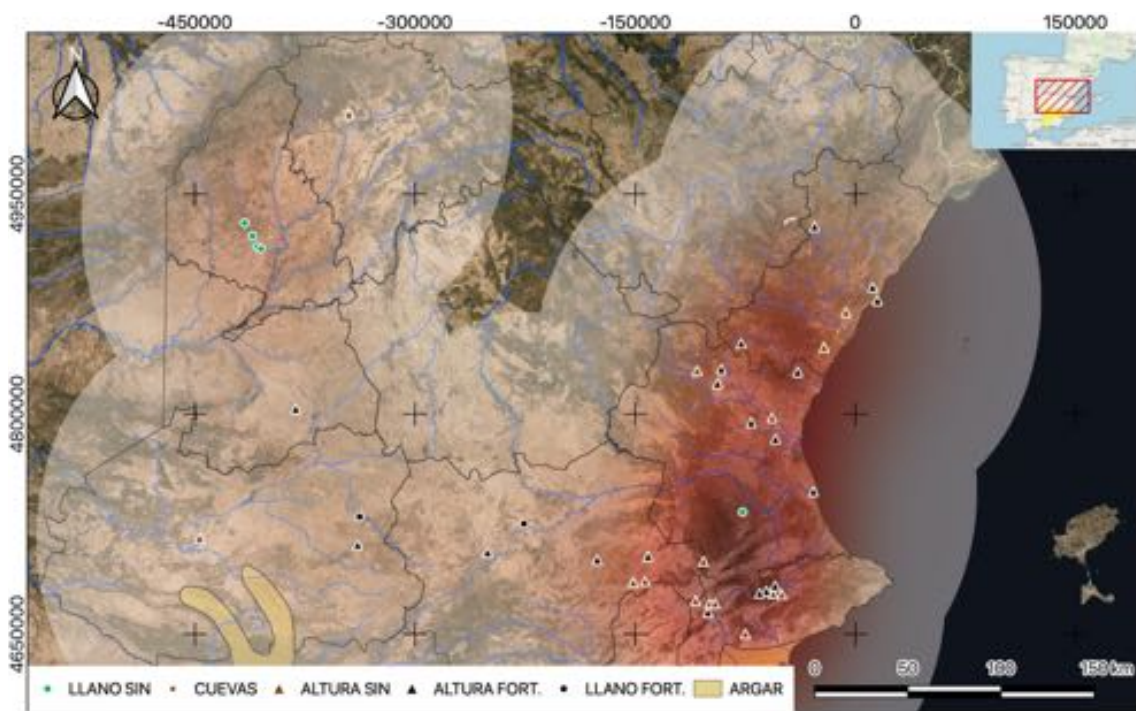 -450000 -300000 -150000 0 150000
N
4950000
4800000
4650000
0 50 100 150 km
LLANO SIN CUEVAS ALTURA SIN ALTURA FORT. LLANO FORT. ARGAR